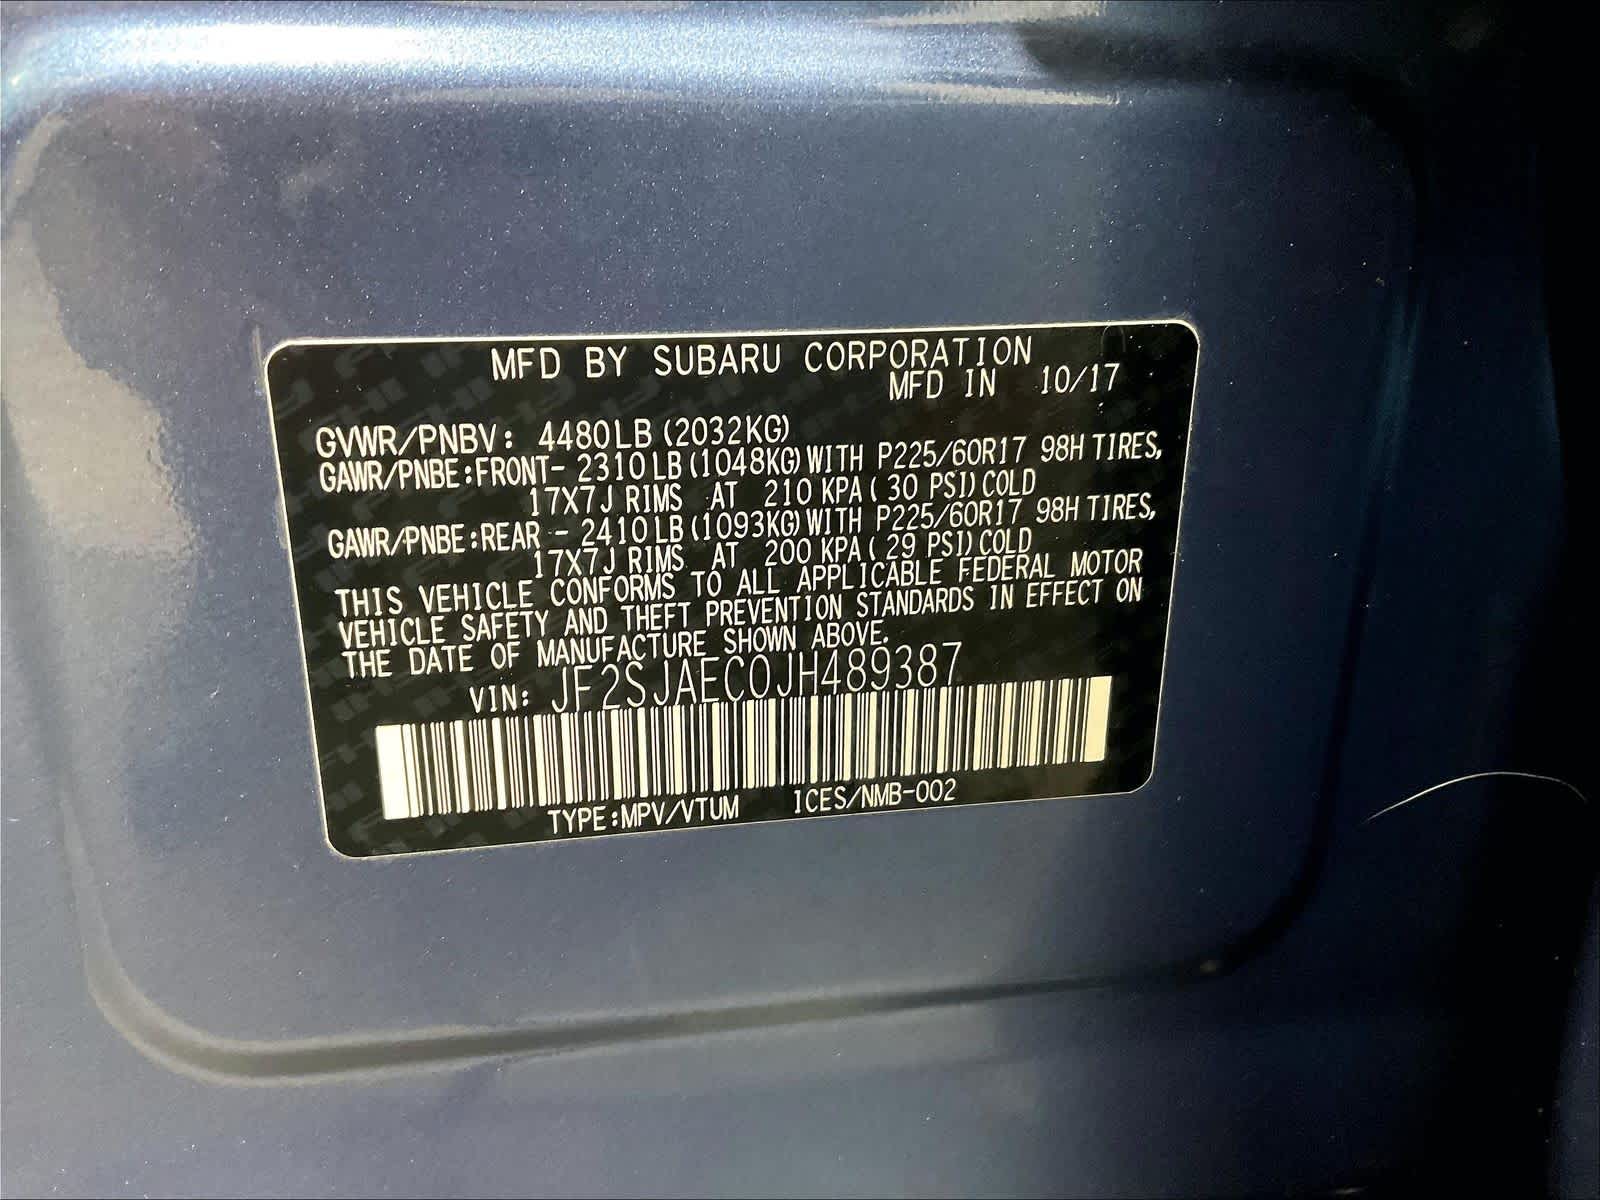 MFD BY SUBARU CORPORATION
MFD IN 10/17
GVWR/PNBV: 4480LB (2032KG)
GAWR/PNBE:FRONT- 2310LB (1048KG) WITH P225/60R17 98H TIRES,
17X7J RIMS AT 210 KPA ( 30 PSI) COLD
GAWR/PNBE:REAR - 2410LB (1093KG) WITH P225/60R17 98H TIRES,
17X7J RIMS AT 200 KPA ( 29 PSI) COLD
THIS VEHICLE CONFORMS TO ALL APPLICABLE FEDERAL MOTOR
VEHICLE SAFETY AND THEFT PREVENTION STANDARDS IN EFFECT ON
THE DATE OF MANUFACTURE SHOWN ABOVE.
VIN: JF2SJAEC0JH489387
TYPE:MPV/VTUM ICES/NMB-002